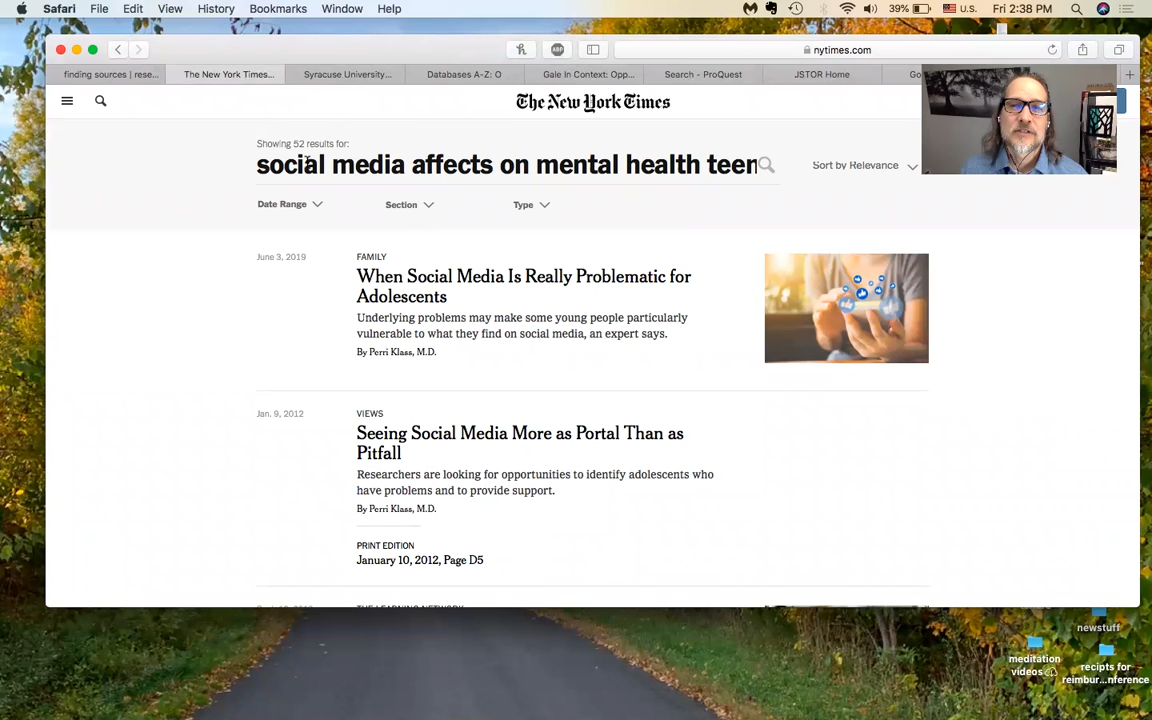 Safari File Edit View History Bookmarks Window Help 39% U.S. Fri 2:38 PM
nytimes.com
finding sources | rese... The New York Times... Syracuse University... Databases A-Z: O Gale In Context: Opp... Search - ProQuest JSTOR Home Go
The New York Times
Showing 52 results for:
social media affects on mental health teen
Sort by Relevance
Date Range Section Type
June 3, 2019
FAMILY
When Social Media Is Really Problematic for
Adolescents
Underlying problems may make some young people particularly
vulnerable to what they find on social media, an expert says.
By Perri Klass, M.D.
Jan. 9, 2012
VIEWS
Seeing Social Media More as Portal Than as
Pitfall
Researchers are looking for opportunities to identify adolescents who
have problems and to provide support.
By Perri Klass, M.D.
PRINT EDITION
January 10, 2012, Page D5
newstuff
meditation
videos
recipts for
reimbur...nference